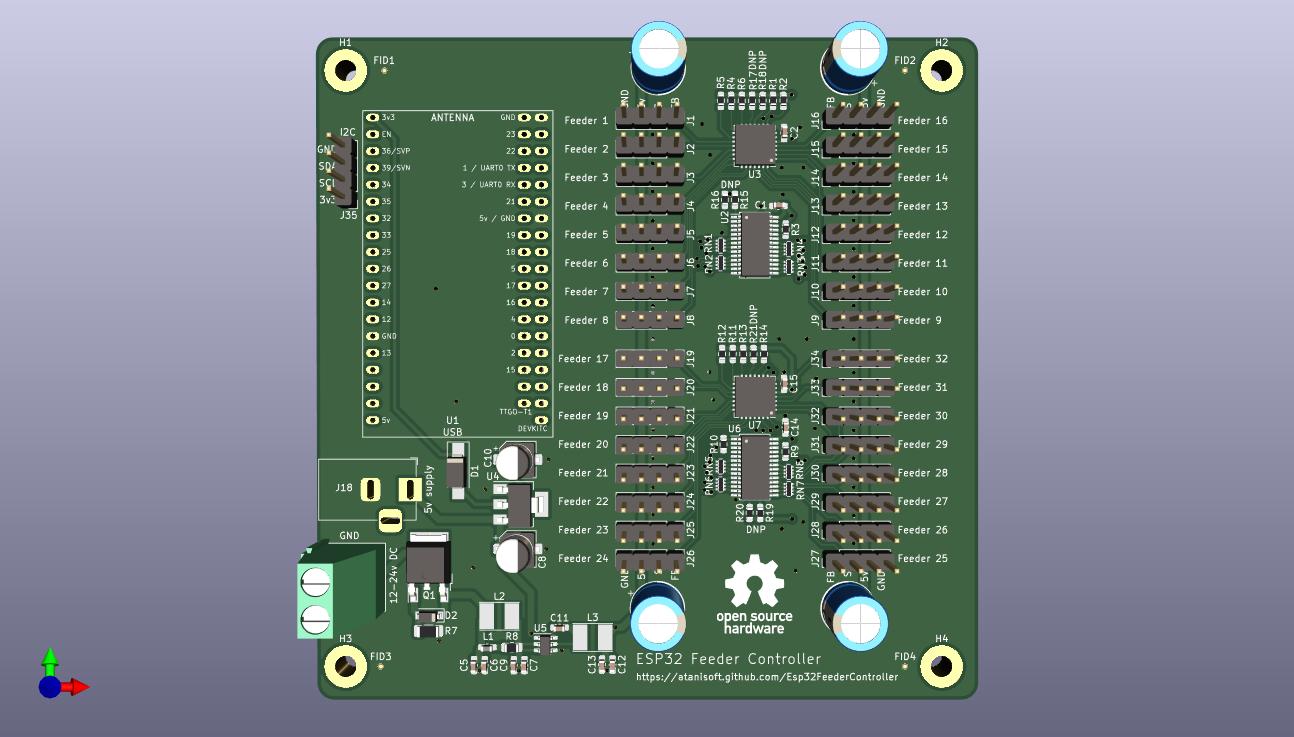 H1
FID1
H2
FID2
R5
R4
R6
R17DNP
R18DNP
R1
R2
FB
S
5v
GND
I2C
GND
SDA
SCL
3v3
J35
3v3
EN
36/SVP
39/SVN
34
35
32
33
25
26
27
14
12
GND
13
5v
ANTENNA
GND
23
22
1 / UART0 TX
3 / UART0 RX
21
5v / GND
19
18
5
17
16
4
0
2
15
TTGO-T1
DEVKITC
U1
USB
Feeder 1
Feeder 2
Feeder 3
Feeder 4
Feeder 5
Feeder 6
Feeder 7
Feeder 8
Feeder 17
Feeder 18
Feeder 19
Feeder 20
Feeder 21
Feeder 22
Feeder 23
Feeder 24
J1
J2
J3
J4
J5
J6
J7
J8
J19
J20
J21
J22
J23
J24
J25
J26
C2
U3
DNP
R16
R15
C1
U2
R3
R12
R11
R13
R21DNP
R14
C15
U7
C14
U6
R10
R9
RN7
RN8
R20
R19
DNP
J16
J15
J14
J13
J12
J11
J10
J9
J34
J33
J32
J31
J30
J29
J28
J27
Feeder 16
Feeder 15
Feeder 14
Feeder 13
Feeder 12
Feeder 11
Feeder 10
Feeder 9
Feeder 32
Feeder 31
Feeder 30
Feeder 29
Feeder 28
Feeder 27
Feeder 26
Feeder 25
FB
S
5v
GND
J18
5v supply
D1
C10
U4
C8
GND
12-24v DC
Q1
D2
R7
L2
L1
R8
U5
C11
L3
C5
C6
C9
C7
C13
C12
open source
hardware
H3
FID3
H4
FID4
ESP32 Feeder Controller
https://atanisoft.github.com/Esp32FeederController